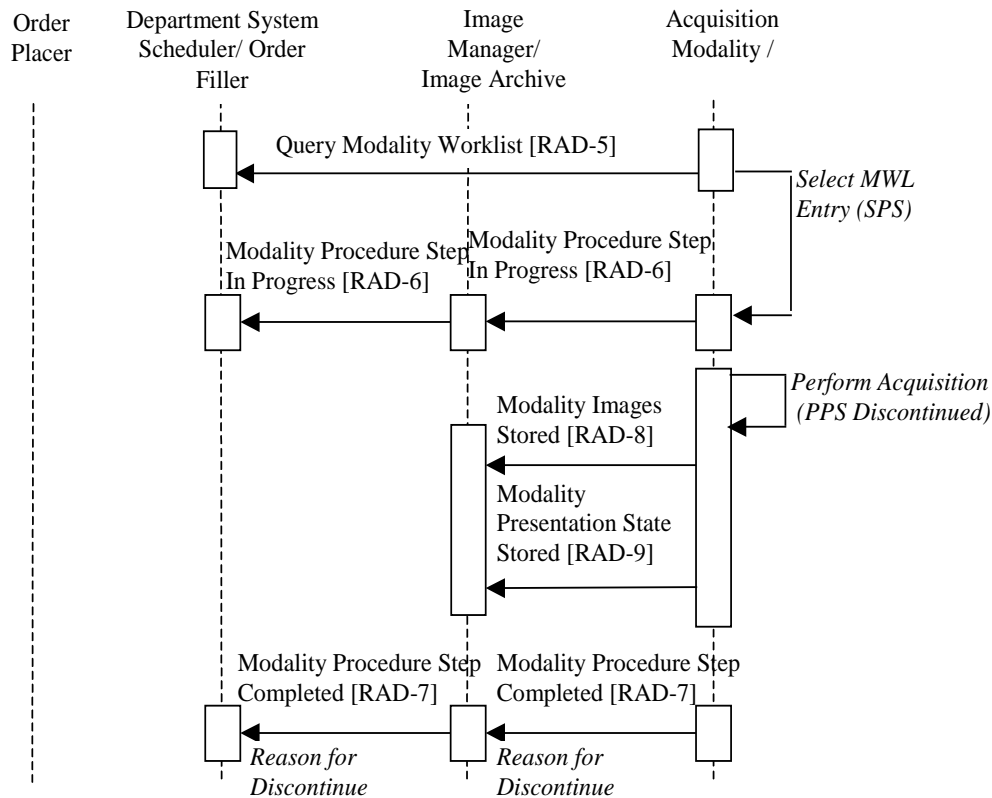 Order
Placer
Department System
Scheduler/ Order
Filler
Image
Manager/
Image Archive
Acquisition
Modality /
Query Modality Worklist [RAD-5]
Select MWL
Entry (SPS)
Modality Procedure Step
In Progress [RAD-6]
Modality Procedure Step
In Progress [RAD-6]
Perform Acquisition
(PPS Discontinued)
Modality Images
Stored [RAD-8]
Modality
Presentation State
Stored [RAD-9]
Modality Procedure Step
Completed [RAD-7]
Modality Procedure Step
Completed [RAD-7]
Reason for
Discontinue
Reason for
Discontinue